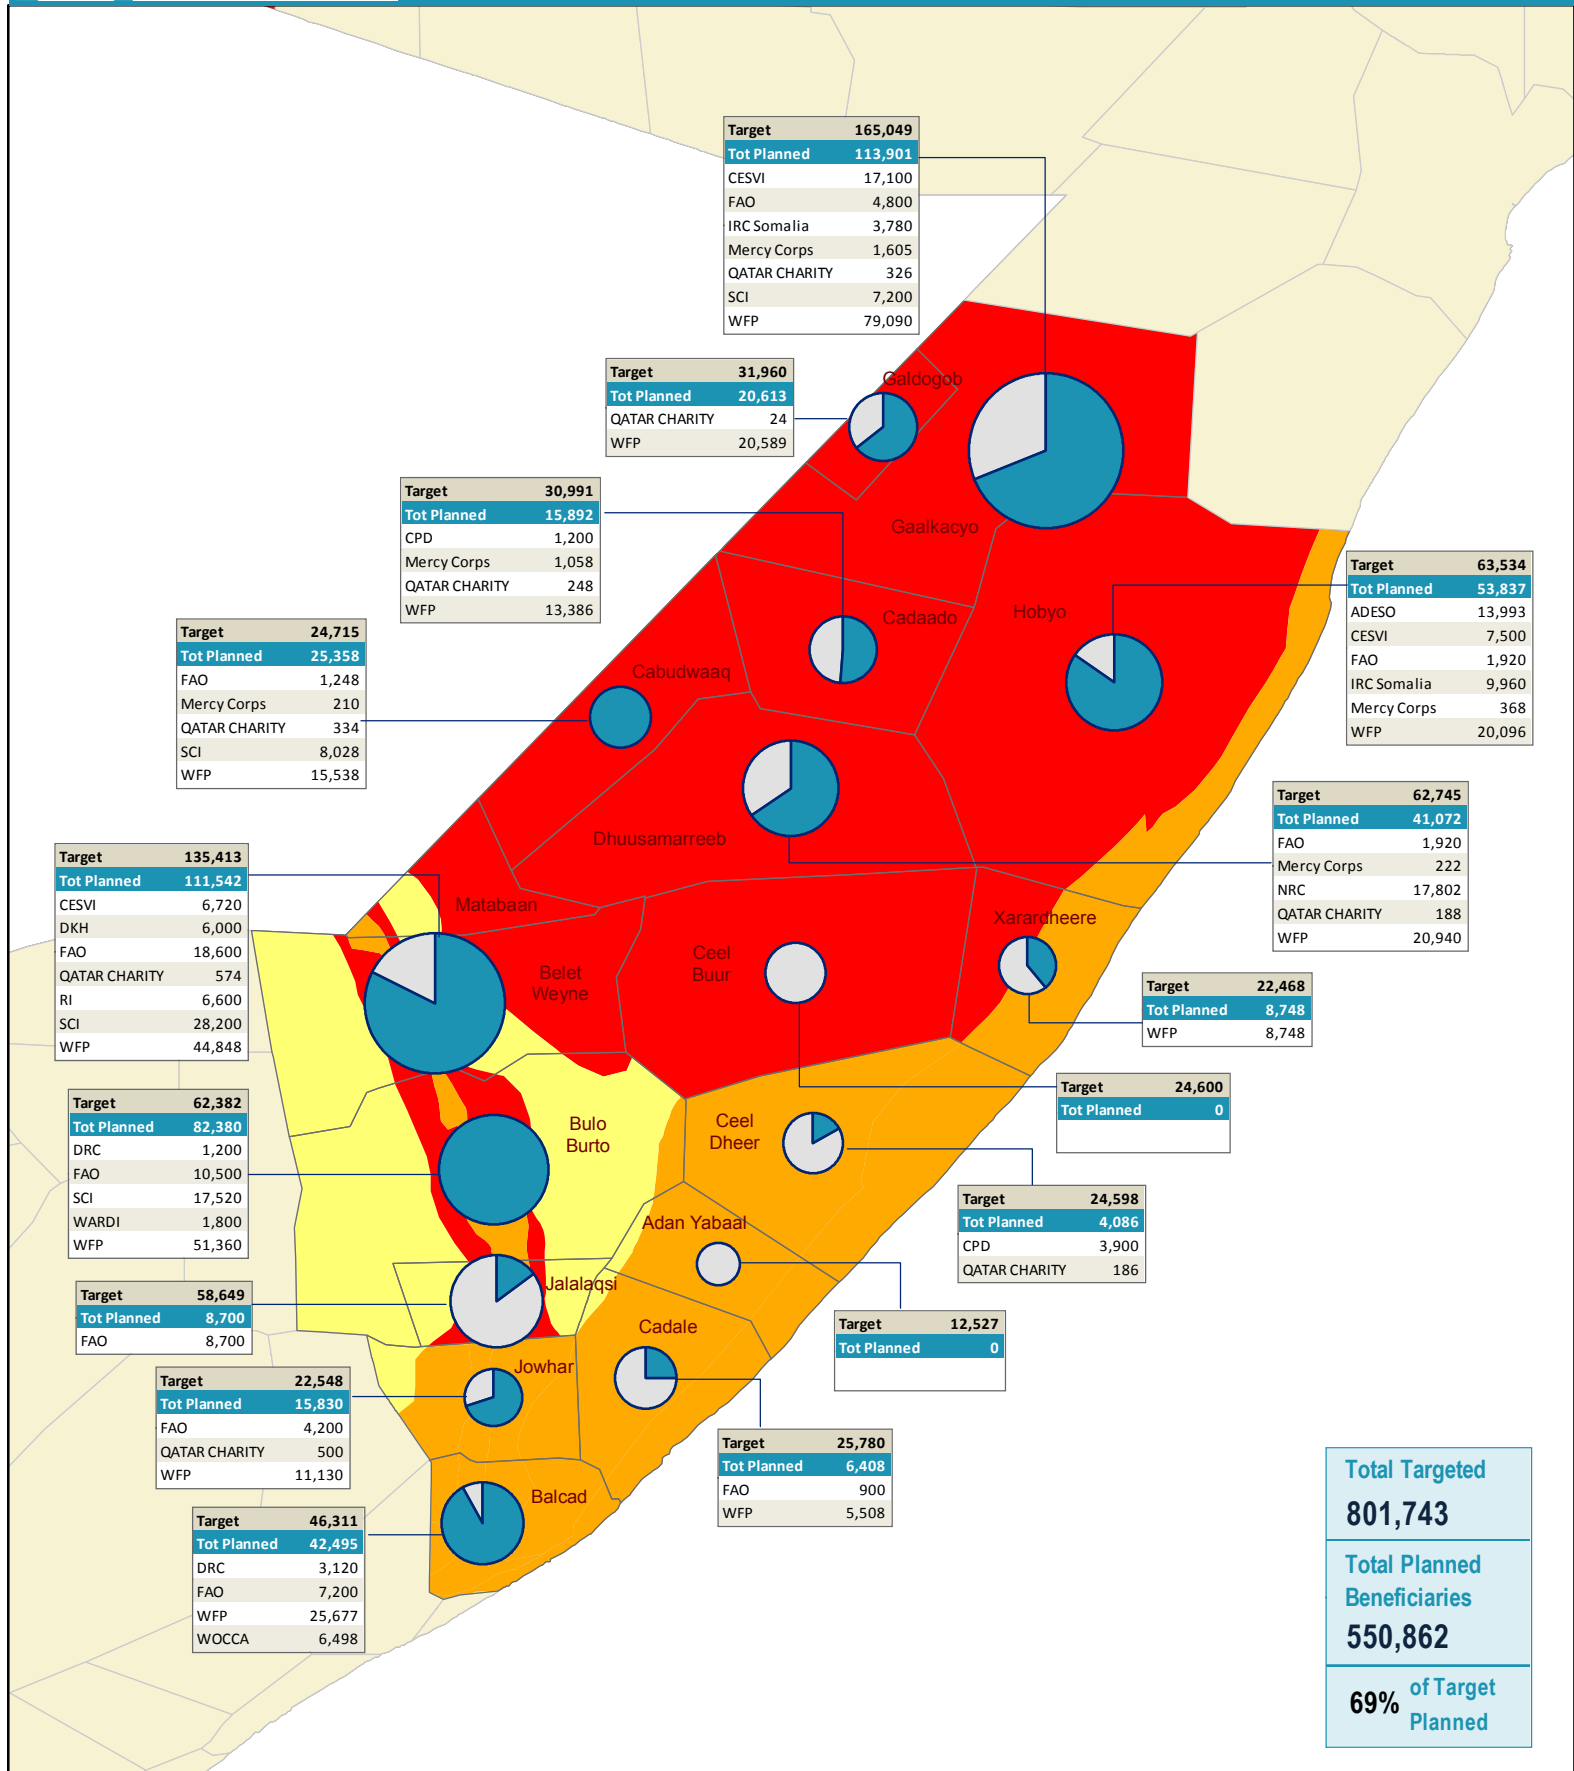 Target 165,049
Tot Planned 113,901
CESVI 17,100
FAO 4,800
IRC Somalia 3,780
Mercy Corps 1,605
QATAR CHARITY 326
SCI 7,200
WFP 79,090
Target 31,960
Tot Planned 20,613
QATAR CHARITY 24
WFP 20,589
Galdogob
Target 30,991
Tot Planned 15,892
CPD 1,200
Mercy Corps 1,058
QATAR CHARITY 248
WFP 13,386
Gaalkacyo
Target 63,534
Tot Planned 53,837
ADESO 13,993
CESVI 7,500
FAO 1,920
IRC Somalia 9,960
Mercy Corps 368
WFP 20,096
Cadaado
Hobyo
Target 24,715
Tot Planned 25,358
FAO 1,248
Mercy Corps 210
QATAR CHARITY 334
SCI 8,028
WFP 15,538
Cabudwaaq
Target 62,745
Tot Planned 41,072
FAO 1,920
Mercy Corps 222
NRC 17,802
QATAR CHARITY 188
WFP 20,940
Dhuusamarreeb
Target 135,413
Tot Planned 111,542
CESVI 6,720
DKH 6,000
FAO 18,600
QATAR CHARITY 574
RI 6,600
SCI 28,200
WFP 44,848
Matabaan
Xarardheere
Belet
Weyne
Ceel
Buur
Target 22,468
Tot Planned 8,748
WFP 8,748
Target 24,600
Tot Planned 0
Target 62,382
Tot Planned 82,380
DRC 1,200
FAO 10,500
SCI 17,520
WARDI 1,800
WFP 51,360
Bulo
Burto
Ceel
Dheer
Target 24,598
Tot Planned 4,086
CPD 3,900
QATAR CHARITY 186
Adan Yabaal
Target 58,649
Tot Planned 8,700
FAO 8,700
Jalalaqsi
Cadale
Target 12,527
Tot Planned 0
Target 22,548
Tot Planned 15,830
FAO 4,200
QATAR CHARITY 500
WFP 11,130
Jowhar
Target 25,780
Tot Planned 6,408
FAO 900
WFP 5,508
Target 46,311
Tot Planned 42,495
DRC 3,120
FAO 7,200
WFP 25,677
WOCCA 6,498
Balcad
Total Targeted
801,743
Total Planned
Beneficiaries
550,862
69% of Target
Planned